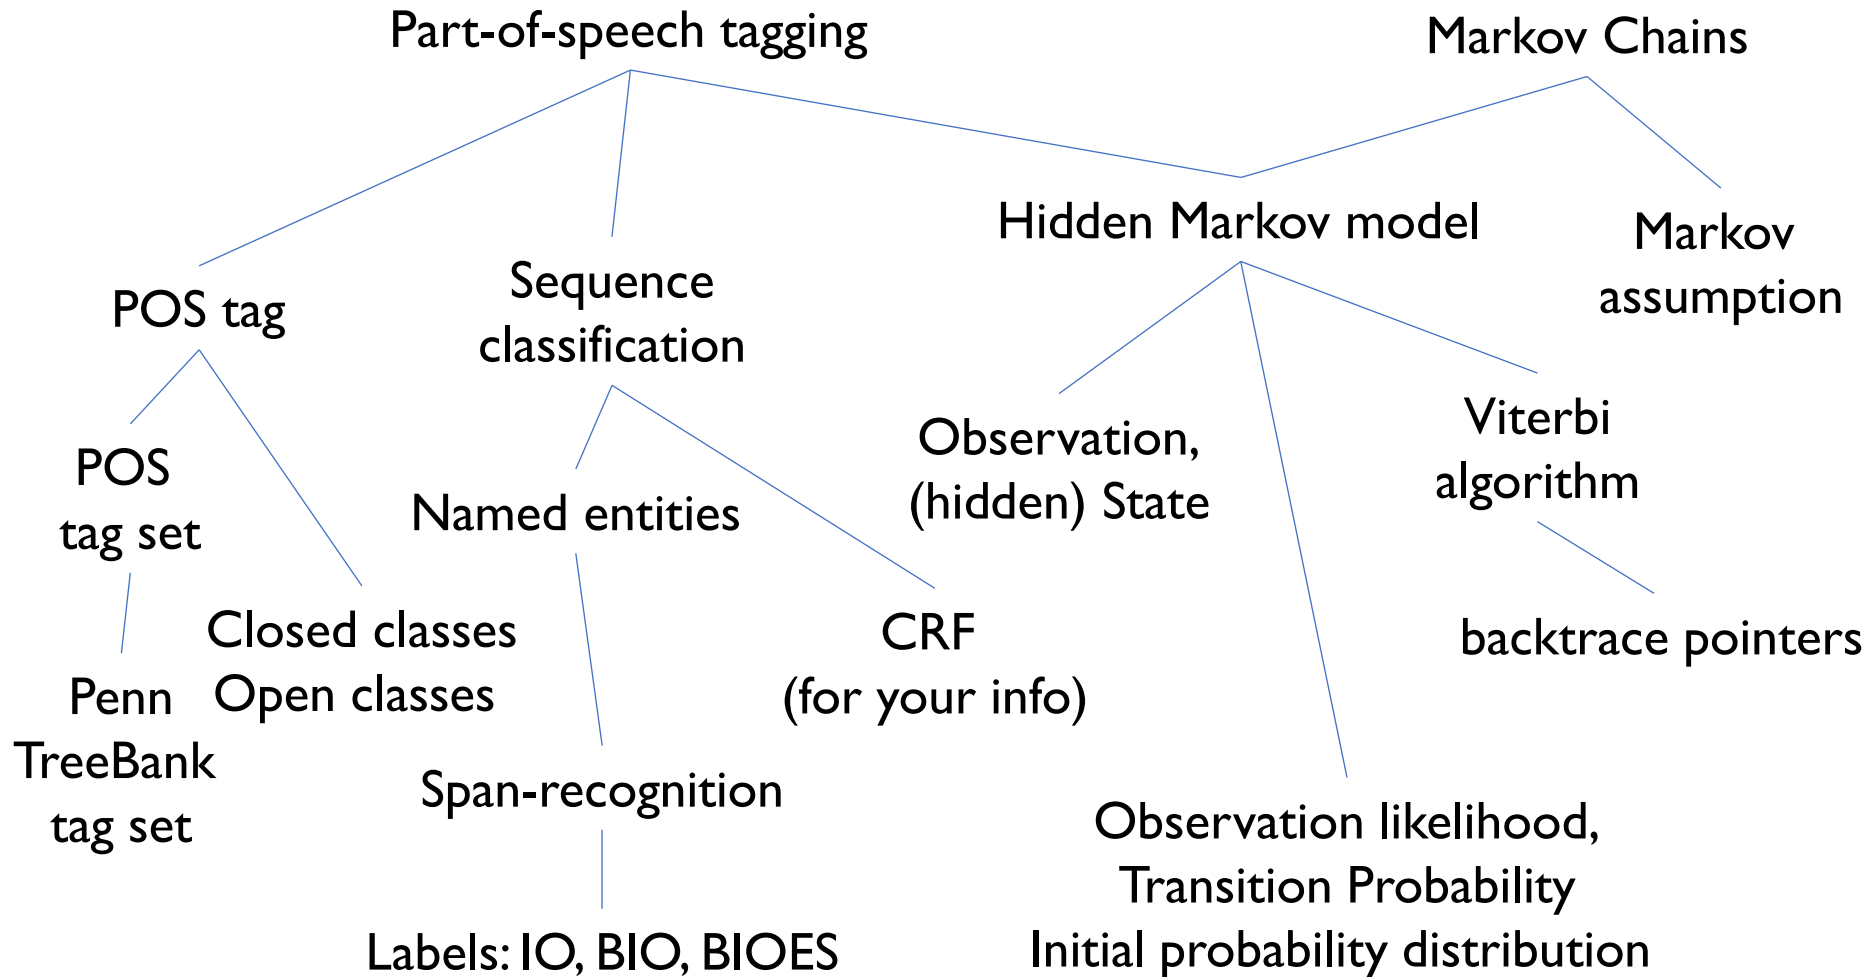 Part-of-speech tagging
Markov Chains
Hidden Markov model
Markov
assumption
POS tag
Sequence
classification
Observation,
(hidden) State
Viterbi
algorithm
POS
tag set
Named entities
Closed classes
Open classes
CRF
(for your info)
backtrace pointers
Penn
TreeBank
tag set
Span-recognition
Observation likelihood,
Transition Probability
Initial probability distribution
Labels: IO, BIO, BIOES